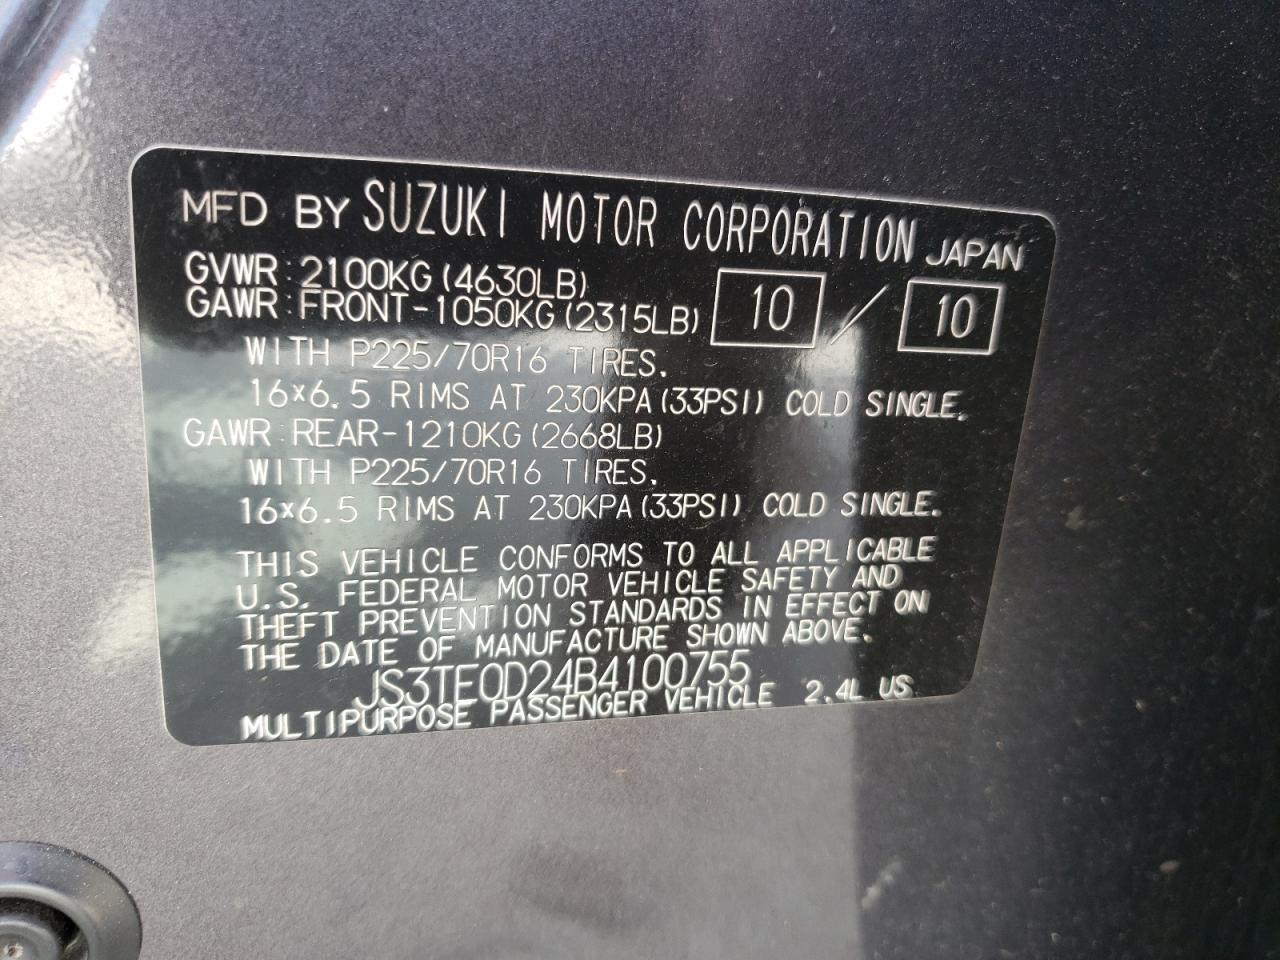 MFD BY SUZUKI MOTOR CORPORATION JAPAN
GVWR : 2100KG (4630LB)
GAWR : FRONT-1050KG (2315LB) 10 / 10
WITH P225/70R16 TIRES.
16×6.5 RIMS AT 230KPA (33PSI) COLD SINGLE.
GAWR : REAR-1210KG (2668LB)
WITH P225/70R16 TIRES.
16×6.5 RIMS AT 230KPA (33PSI) COLD SINGLE.
THIS VEHICLE CONFORMS TO ALL APPLICABLE
U.S. FEDERAL MOTOR VEHICLE SAFETY AND
THEFT PREVENTION STANDARDS IN EFFECT ON
THE DATE OF MANUFACTURE SHOWN ABOVE.
JS3TE0D24B4100755
MULTIPURPOSE PASSENGER VEHICLE 2.4L US